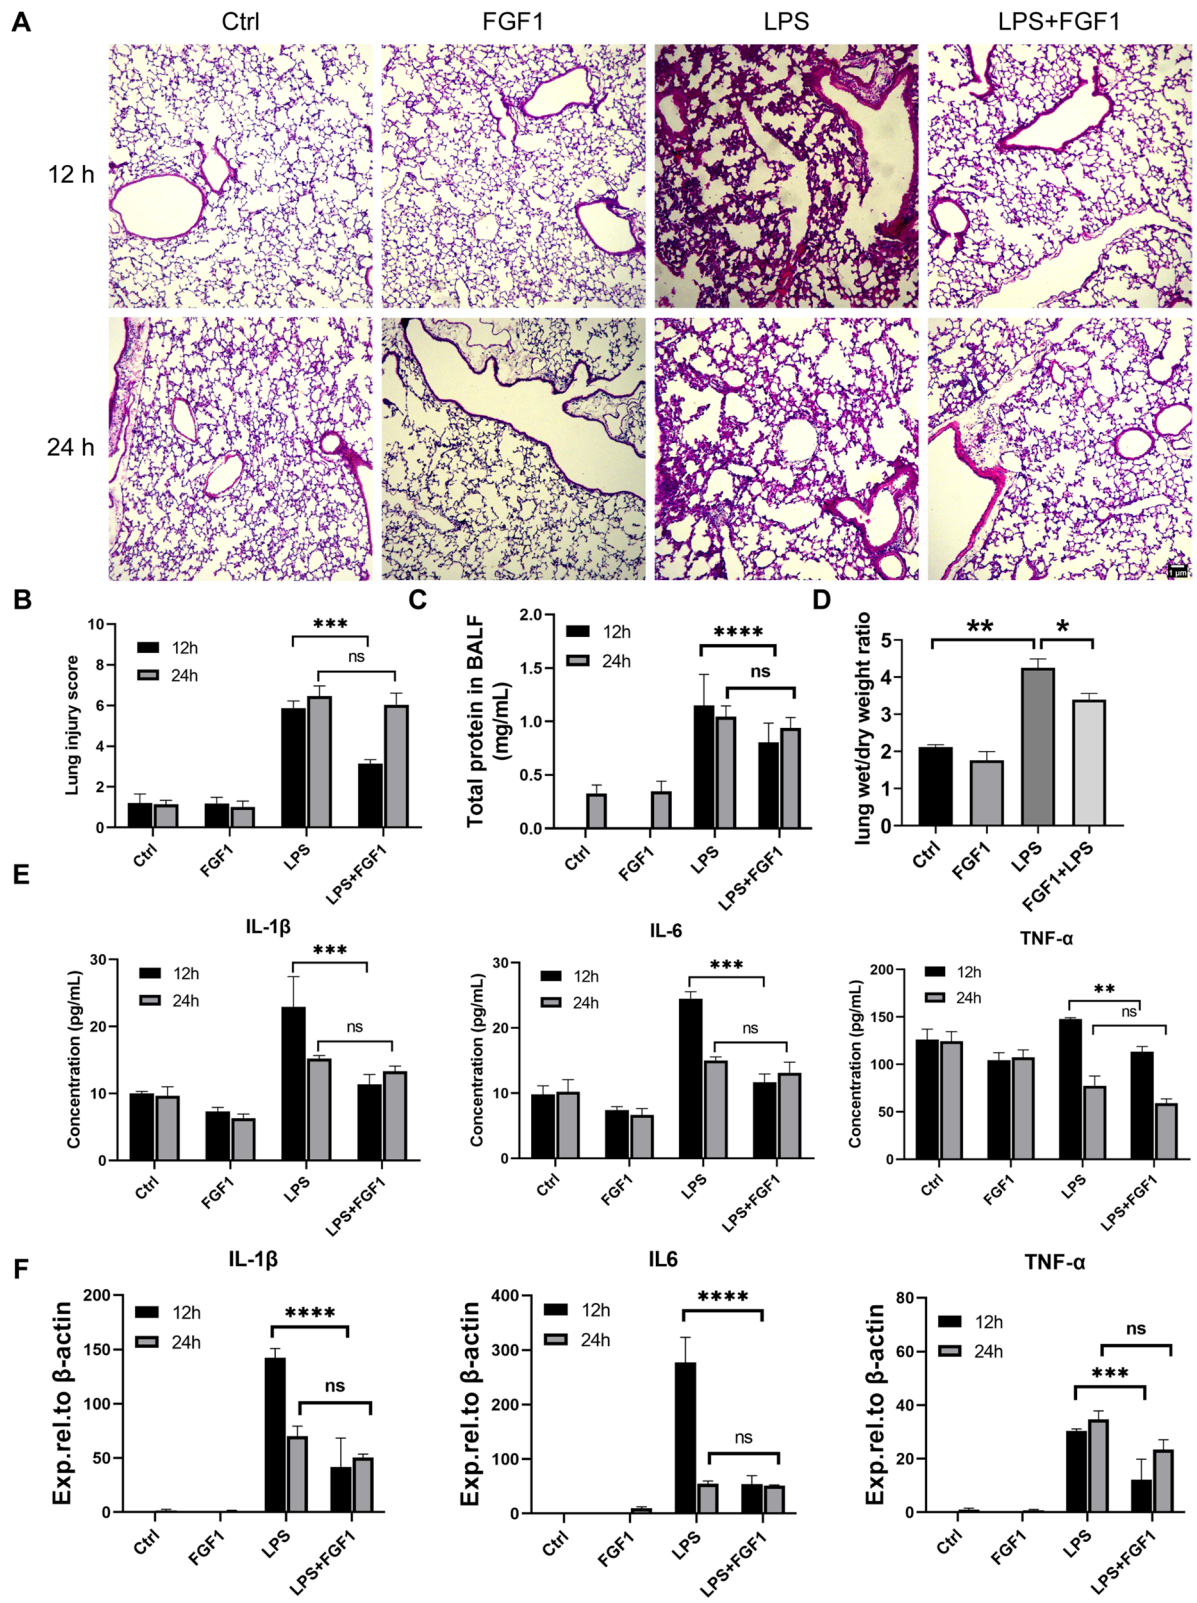 A
Ctrl
FGF1
LPS
LPS+FGF1
12 h
24 h
1 μm
B
Lung injury score
10
8
6
4
2
0
12h
24h
***
ns
Ctrl
FGF1
LPS
LPS+FGF1
C
Total protein in BALF
(mg/mL)
2.0
1.5
1.0
0.5
0.0
12h
24h
****
ns
Ctrl
FGF1
LPS
LPS+FGF1
D
lung wet/dry weight ratio
5
4
3
2
1
0
**
*
Ctrl
FGF1
LPS
FGF1+LPS
E
IL-1β
Concentration (pg/mL)
30
20
10
0
12h
24h
***
ns
Ctrl
FGF1
LPS
LPS+FGF1
IL-6
Concentration (pg/mL)
30
20
10
0
12h
24h
***
ns
Ctrl
FGF1
LPS
LPS+FGF1
TNF-α
Concentration (pg/mL)
200
150
100
50
0
12h
24h
**
ns
Ctrl
FGF1
LPS
LPS+FGF1
F
IL-1β
Exp.rel.to β-actin
200
150
100
50
0
12h
24h
****
ns
Ctrl
FGF1
LPS
LPS+FGF1
IL6
Exp.rel.to β-actin
400
300
200
100
0
12h
24h
****
ns
Ctrl
FGF1
LPS
LPS+FGF1
TNF-α
Exp.rel.to β-actin
80
60
40
20
0
12h
24h
ns
***
Ctrl
FGF1
LPS
LPS+FGF1